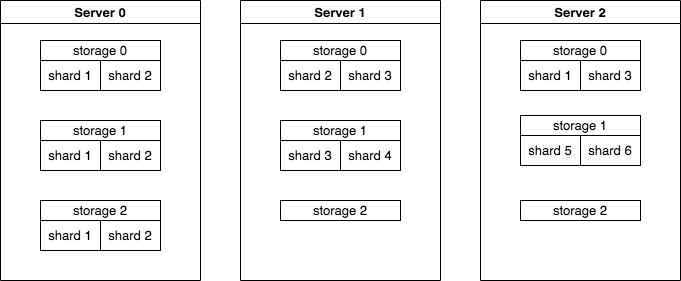 Server 0
storage 0
shard 1 shard 2
storage 1
shard 1 shard 2
storage 2
shard 1 shard 2
Server 1
storage 0
shard 2 shard 3
storage 1
shard 3 shard 4
storage 2
Server 2
storage 0
shard 1 shard 3
storage 1
shard 5 shard 6
storage 2